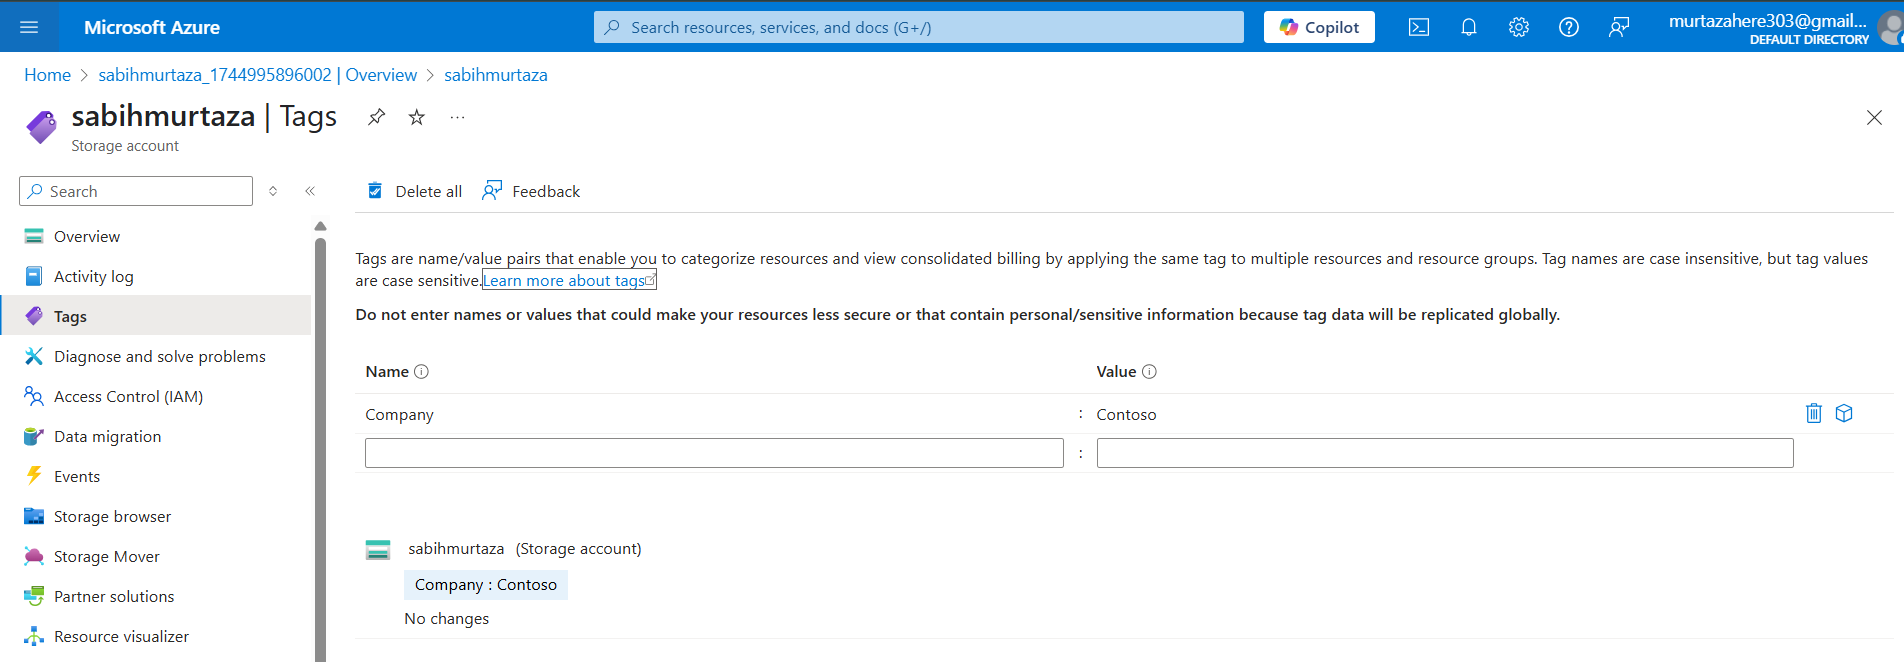 Microsoft Azure
Search resources, services, and docs (G+/)
Copilot
murtazahere303@gmail...
DEFAULT DIRECTORY
Home > sabihmurtaza_1744995896002 | Overview > sabihmurtaza
sabihmurtaza | Tags
Storage account
Search
Delete all
Feedback
Overview
Activity log
Tags
Diagnose and solve problems
Access Control (IAM)
Data migration
Events
Storage browser
Storage Mover
Partner solutions
Resource visualizer
Tags are name/value pairs that enable you to categorize resources and view consolidated billing by applying the same tag to multiple resources and resource groups. Tag names are case insensitive, but tag values
are case sensitive.Learn more about tags
Do not enter names or values that could make your resources less secure or that contain personal/sensitive information because tag data will be replicated globally.
Name Value
Company : Contoso
:
sabihmurtaza (Storage account)
Company : Contoso
No changes